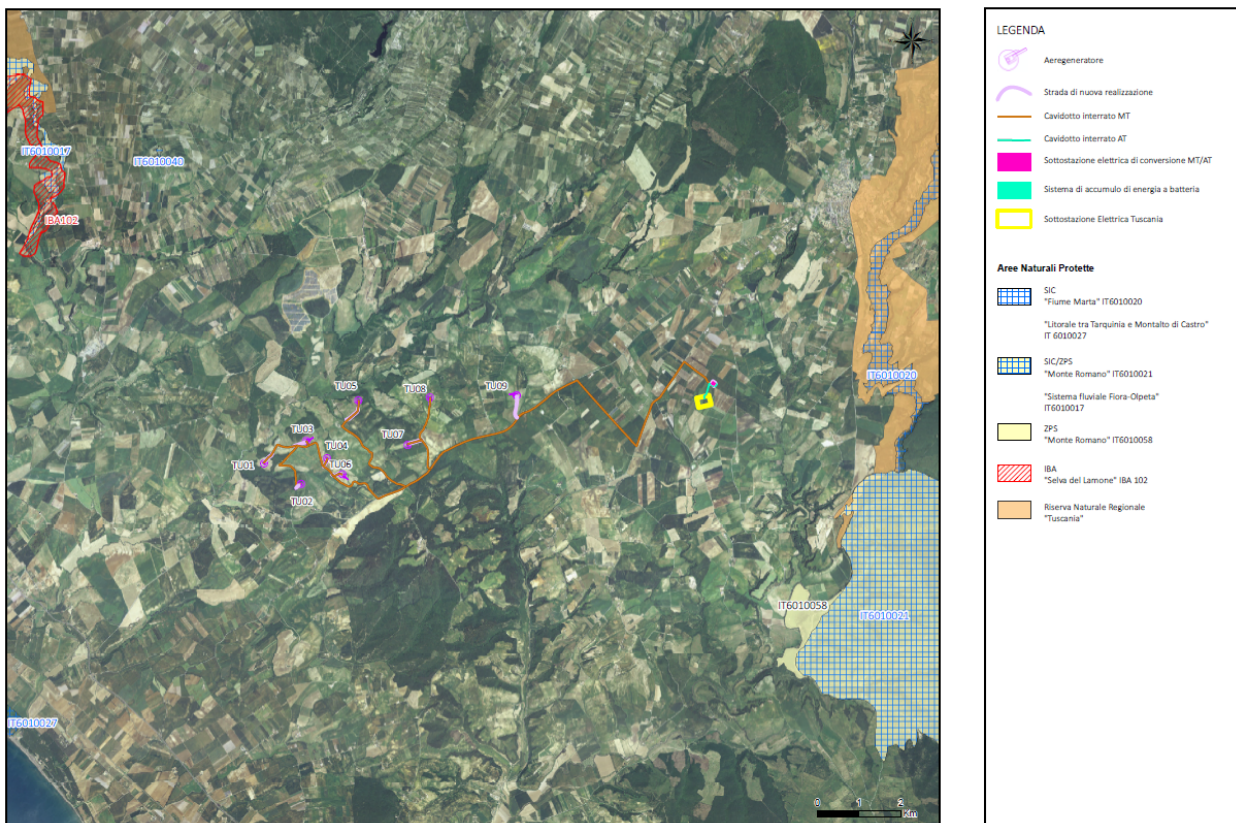 IT6010017
IT6010040
IBA102
IT6010020
TU05
TU08
TU09
TU03
TU04
TU07
TU01
TU06
TU02
IT6010058
IT6010021
IT6010027
0 1 2
Km
LEGENDA
Aeregeneratore
Strada di nuova realizzazione
Cavidotto interrato MT
Cavidotto interrato AT
Sottostazione elettrica di conversione MT/AT
Sistema di accumulo di energia a batteria
Sottostazione Elettrica Tuscania
Aree Naturali Protette
SIC
"Fiume Marta" IT6010020
"Litorale tra Tarquinia e Montalto di Castro"
IT 6010027
SIC/ZPS
"Monte Romano" IT6010021
"Sistema fluviale Fiora-Olpeta"
IT6010017
ZPS
"Monte Romano" IT6010058
IBA
"Selva del Lamone" IBA 102
Riserva Naturale Regionale
"Tuscania"